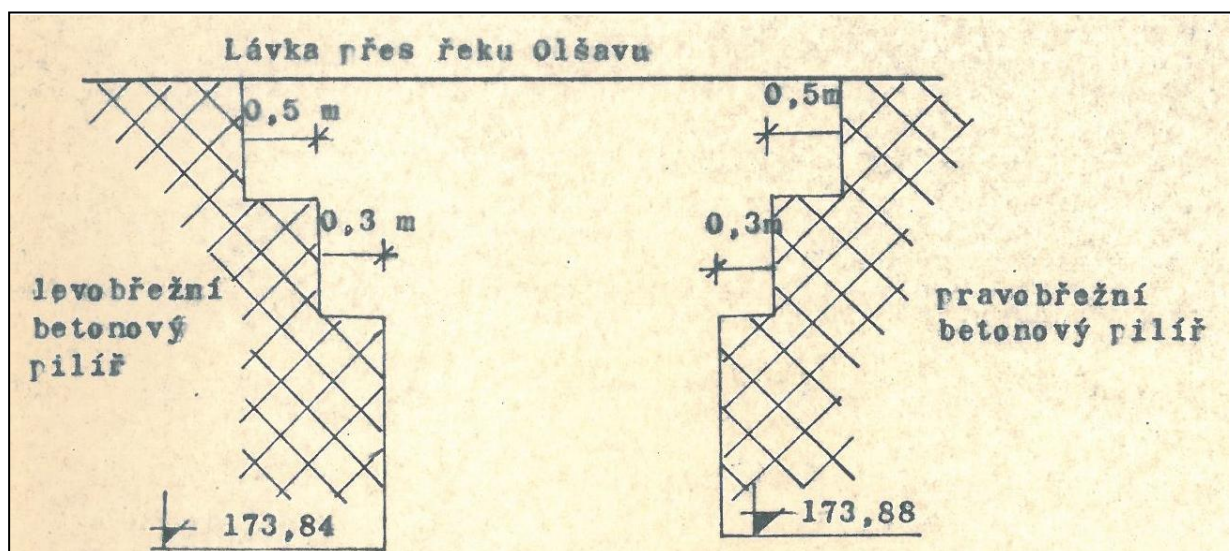 Lávka přes řeku Olšavu
0,5 m
0,5m
0,3 m
0,3m
levobřežní
betonový
pilíř
pravobřežní
betonový pilíř
173,84
173,88